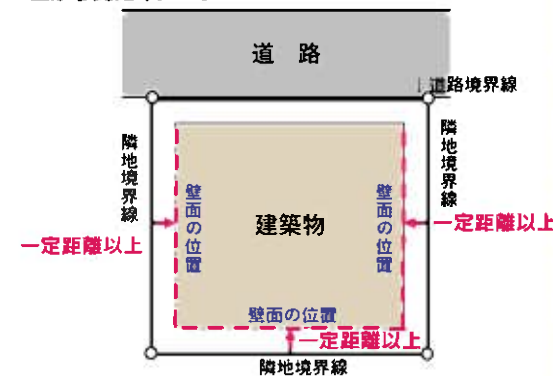 道 路
道路境界線
隣地境界線
隣地境界線
壁面の位置
壁面の位置
建築物
一定距離以上
一定距離以上
壁面の位置
一定距離以上
隣地境界線